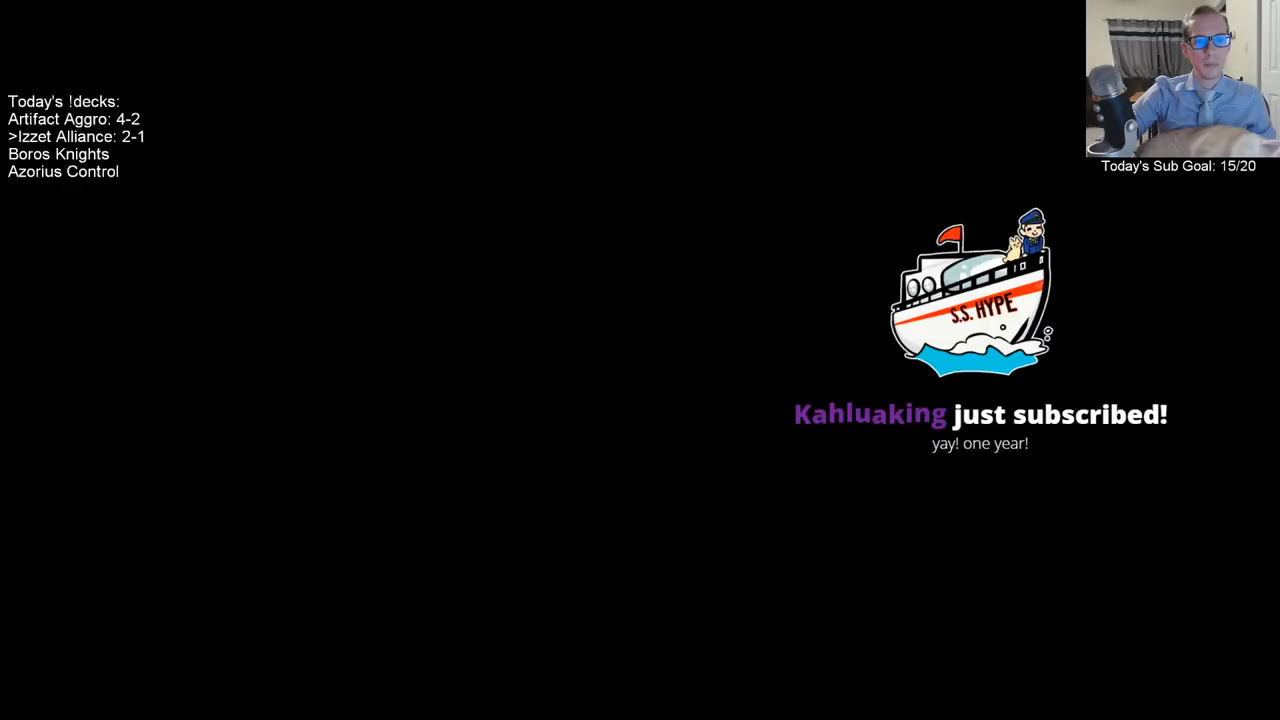 Today's !decks:
Artifact Aggro: 4-2
>Izzet Alliance: 2-1
Boros Knights
Azorius Control
Today's Sub Goal: 15/20
S.S. HYPE
Kahluaking just subscribed!
yay! one year!